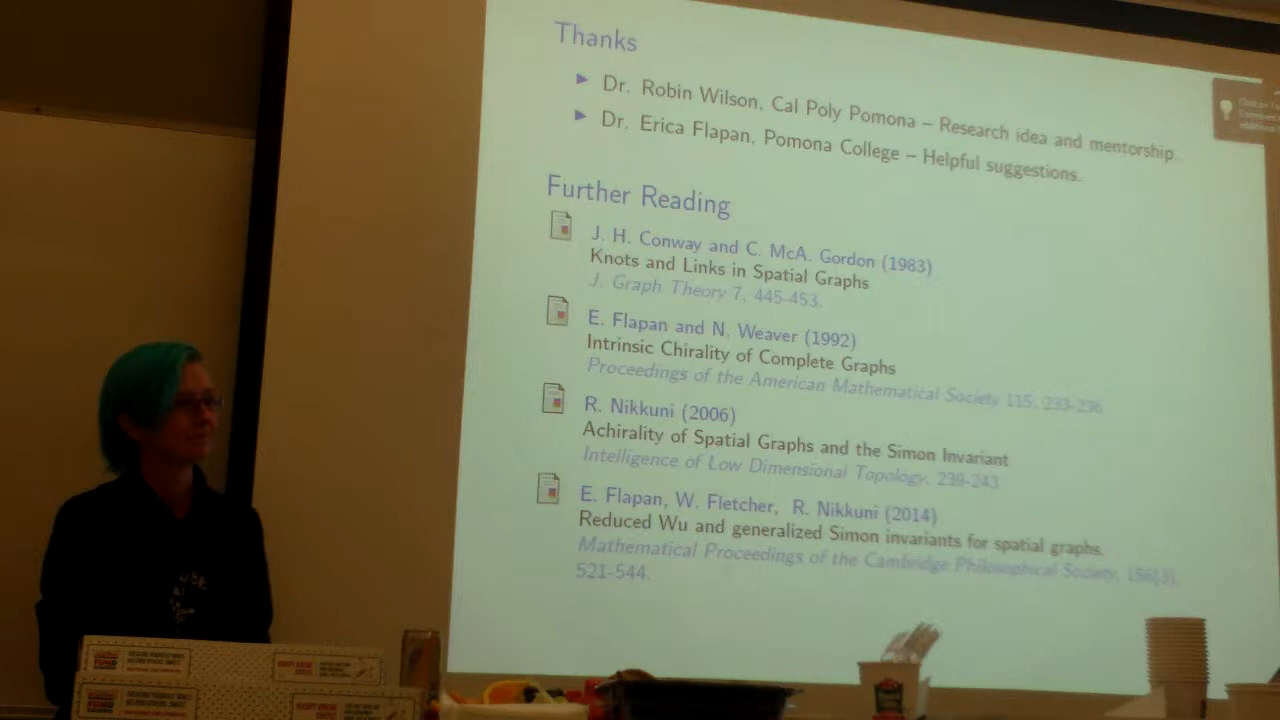 Thanks
▶ Dr. Robin Wilson, Cal Poly Pomona – Research idea and mentorship.
▶ Dr. Erica Flapan, Pomona College – Helpful suggestions.
Further Reading
J. H. Conway and C. McA. Gordon (1983)
Knots and Links in Spatial Graphs
J. Graph Theory 7, 445-453.
E. Flapan and N. Weaver (1992)
Intrinsic Chirality of Complete Graphs
Proceedings of the American Mathematical Society 115, 233-236
R. Nikkuni (2006)
Achirality of Spatial Graphs and the Simon Invariant
Intelligence of Low Dimensional Topology, 239-243
E. Flapan, W. Fletcher, R. Nikkuni (2014)
Reduced Wu and generalized Simon invariants for spatial graphs.
Mathematical Proceedings of the Cambridge Philosophical Society, 156(3),
521-544.